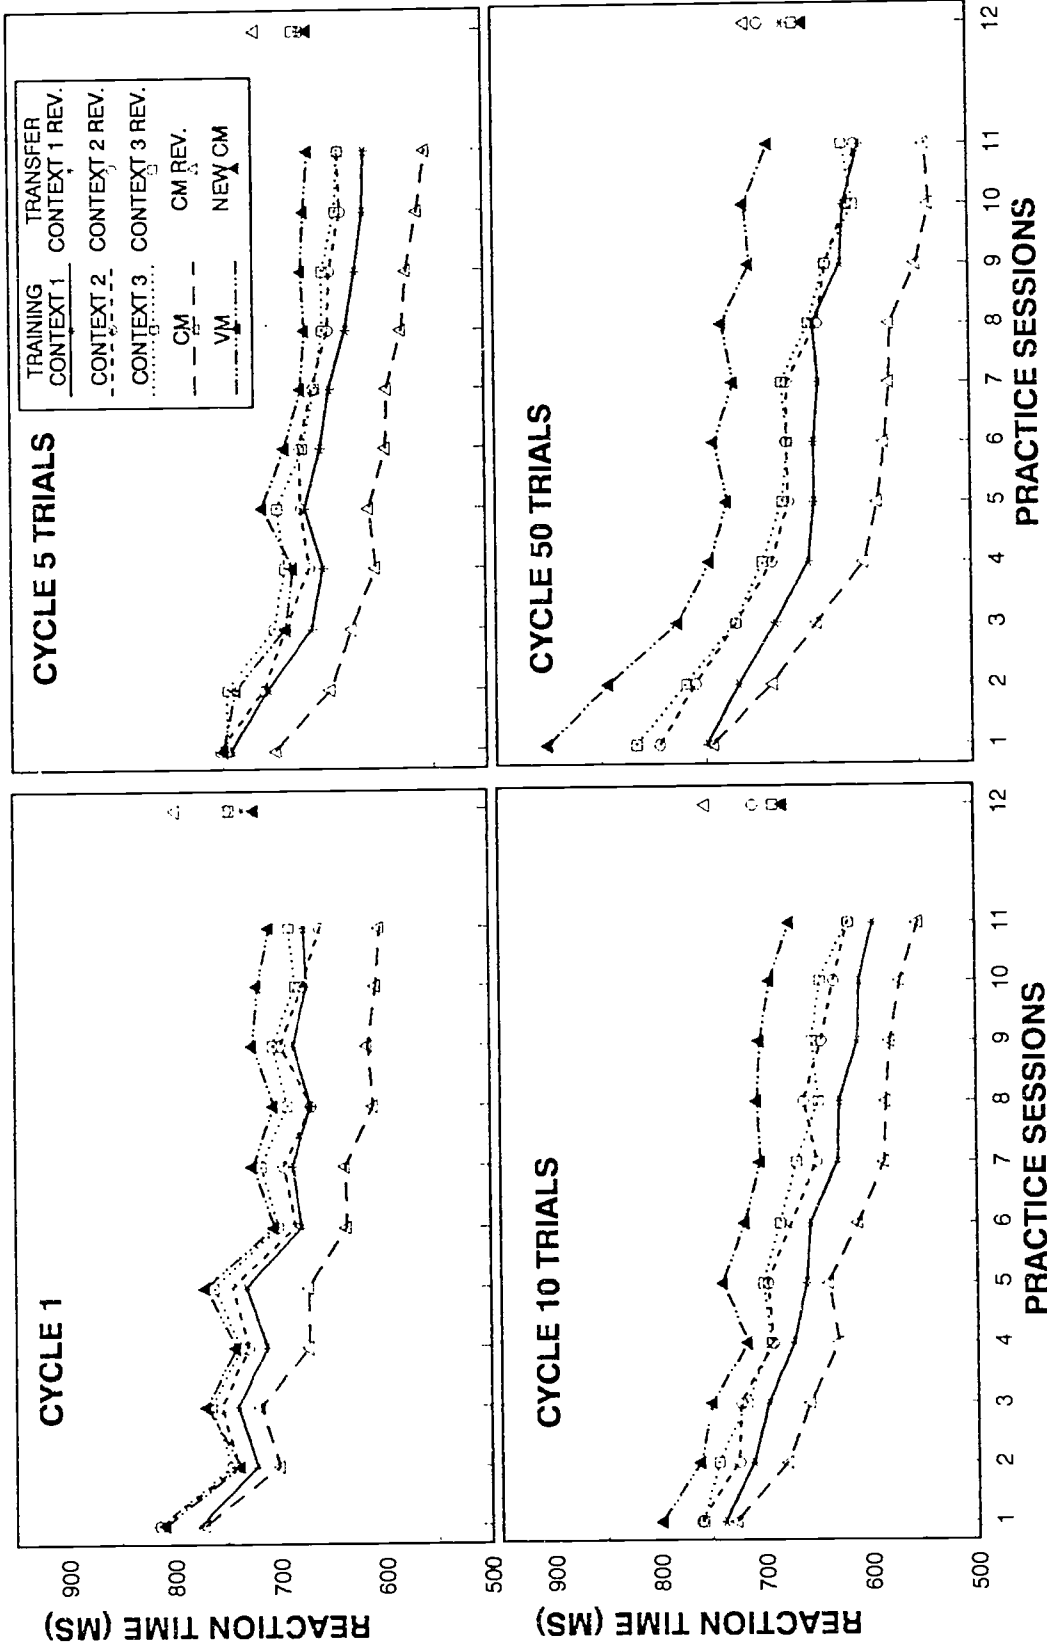 CYCLE 1
CYCLE 5 TRIALS
TRAINING TRANSFER
CONTEXT 1 CONTEXT 1 REV.
CONTEXT 2 CONTEXT 2 REV.
CONTEXT 3 CONTEXT 3 REV.
CM CM REV.
VM NEW CM
REACTION TIME (MS)
900
800
700
600
500
CYCLE 10 TRIALS
CYCLE 50 TRIALS
REACTION TIME (MS)
900
800
700
600
500
1 2 3 4 5 6 7 8 9 10 11 12
PRACTICE SESSIONS
1 2 3 4 5 6 7 8 9 10 11 12
PRACTICE SESSIONS